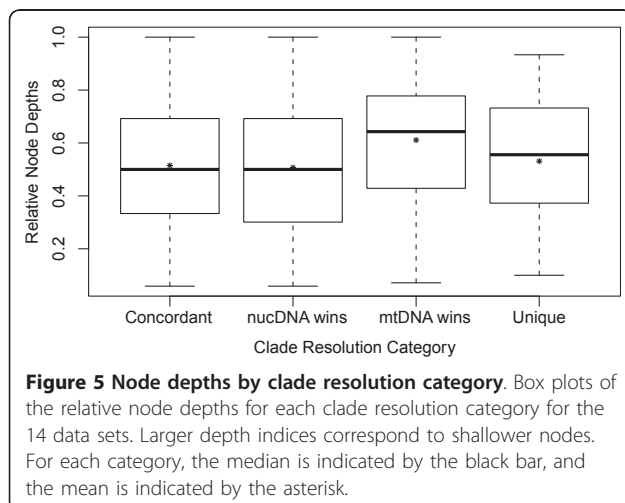 1.0
0.8
0.6
0.4
0.2
Relative Node Depths
Concordant nucDNA wins mtDNA wins Unique
Clade Resolution Category
Figure 5 Node depths by clade resolution category. Box plots of
the relative node depths for each clade resolution category for the
14 data sets. Larger depth indices correspond to shallower nodes.
For each category, the median is indicated by the black bar, and
the mean is indicated by the asterisk.